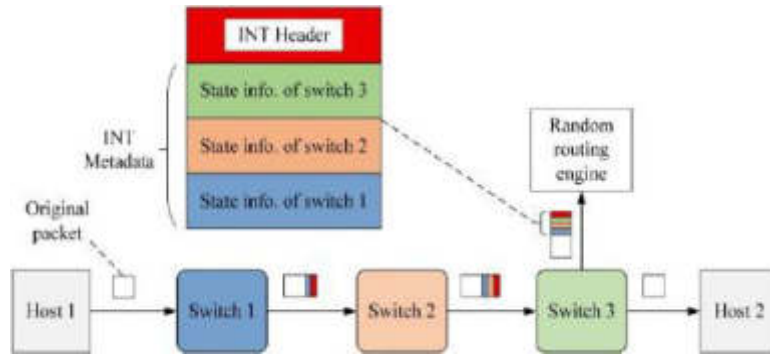 INT Header
State info. of switch 3
State info. of switch 2
State info. of switch 1
INT
Metadata
Random
routing
engine
Original
packet
Host 1
Switch 1
Switch 2
Switch 3
Host 2